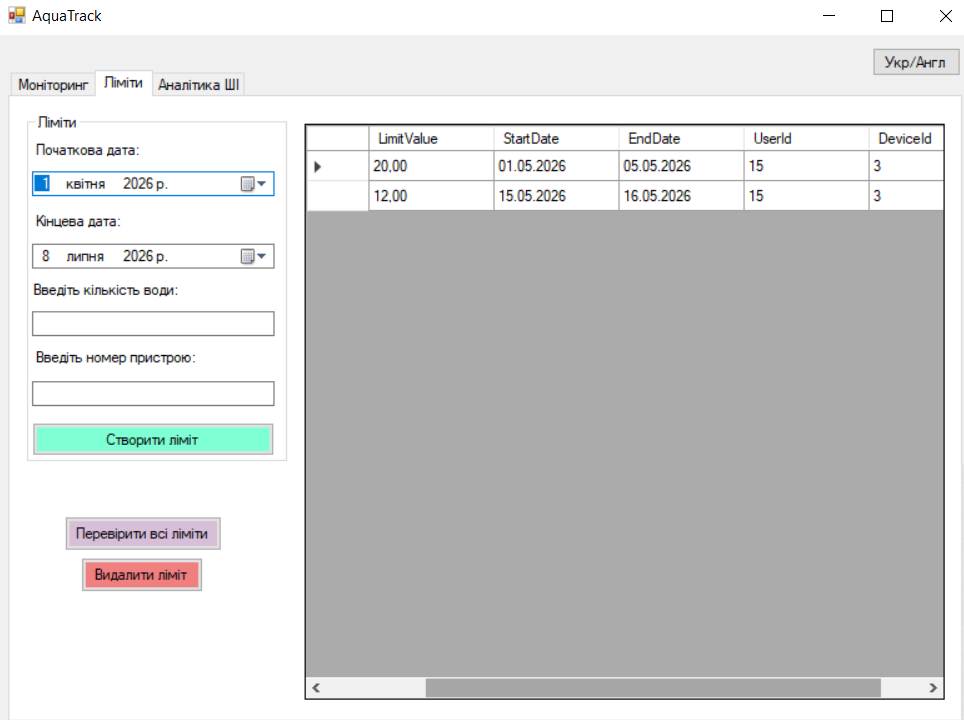 AquaTrack
Укр/Англ
Моніторинг Ліміти Аналітика ШІ
Ліміти
Початкова дата:
1 квітня 2026 р.
Кінцева дата:
8 липня 2026 р.
Введіть кількість води:
Введіть номер пристрою:
Створити ліміт
Перевірити всі ліміти
Видалити ліміт
LimitValue StartDate EndDate UserId DeviceId
20,00 01.05.2026 05.05.2026 15 3
12,00 15.05.2026 16.05.2026 15 3